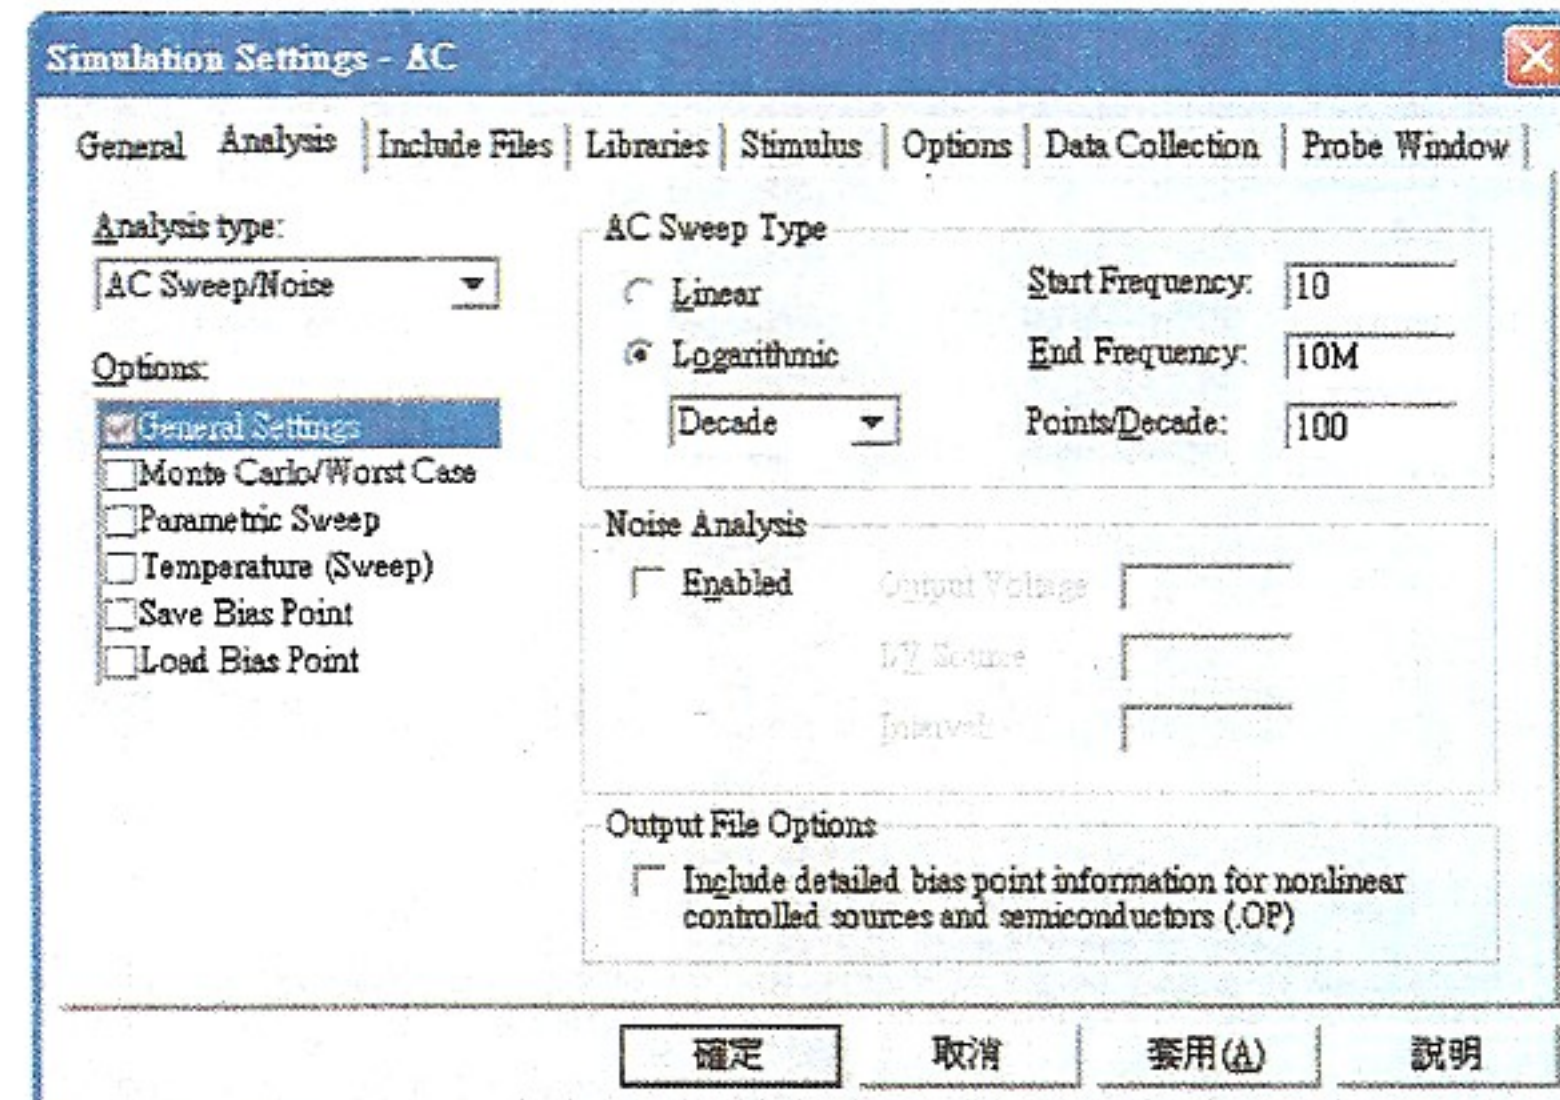 Simulation Settings - AC
General Analysis Include Files Libraries Stimulus Options Data Collection Probe Window
Analysis type:
AC Sweep/Noise
Options:
General Settings
Monte Carlo/Worst Case
Parametric Sweep
Temperature (Sweep)
Save Bias Point
Load Bias Point
AC Sweep Type
Linear
Logarithmic
Decade
Start Frequency: 10
End Frequency: 10M
Points/Decade: 100
Noise Analysis
Enabled
Output Voltage
I/V Source
Interval:
Output File Options
Include detailed bias point information for nonlinear
controlled sources and semiconductors (.OP)
確定 取消 套用(A) 說明